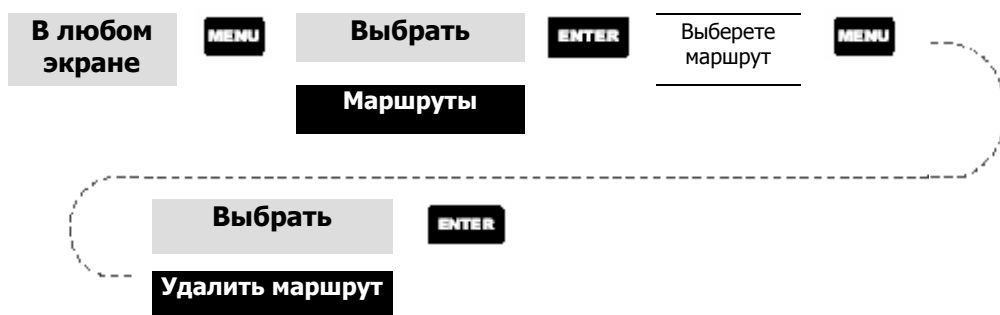 В любом
экране
MENU
Выбрать
Маршруты
ENTER
Выберете
маршрут
MENU
Выбрать
Удалить маршрут
ENTER